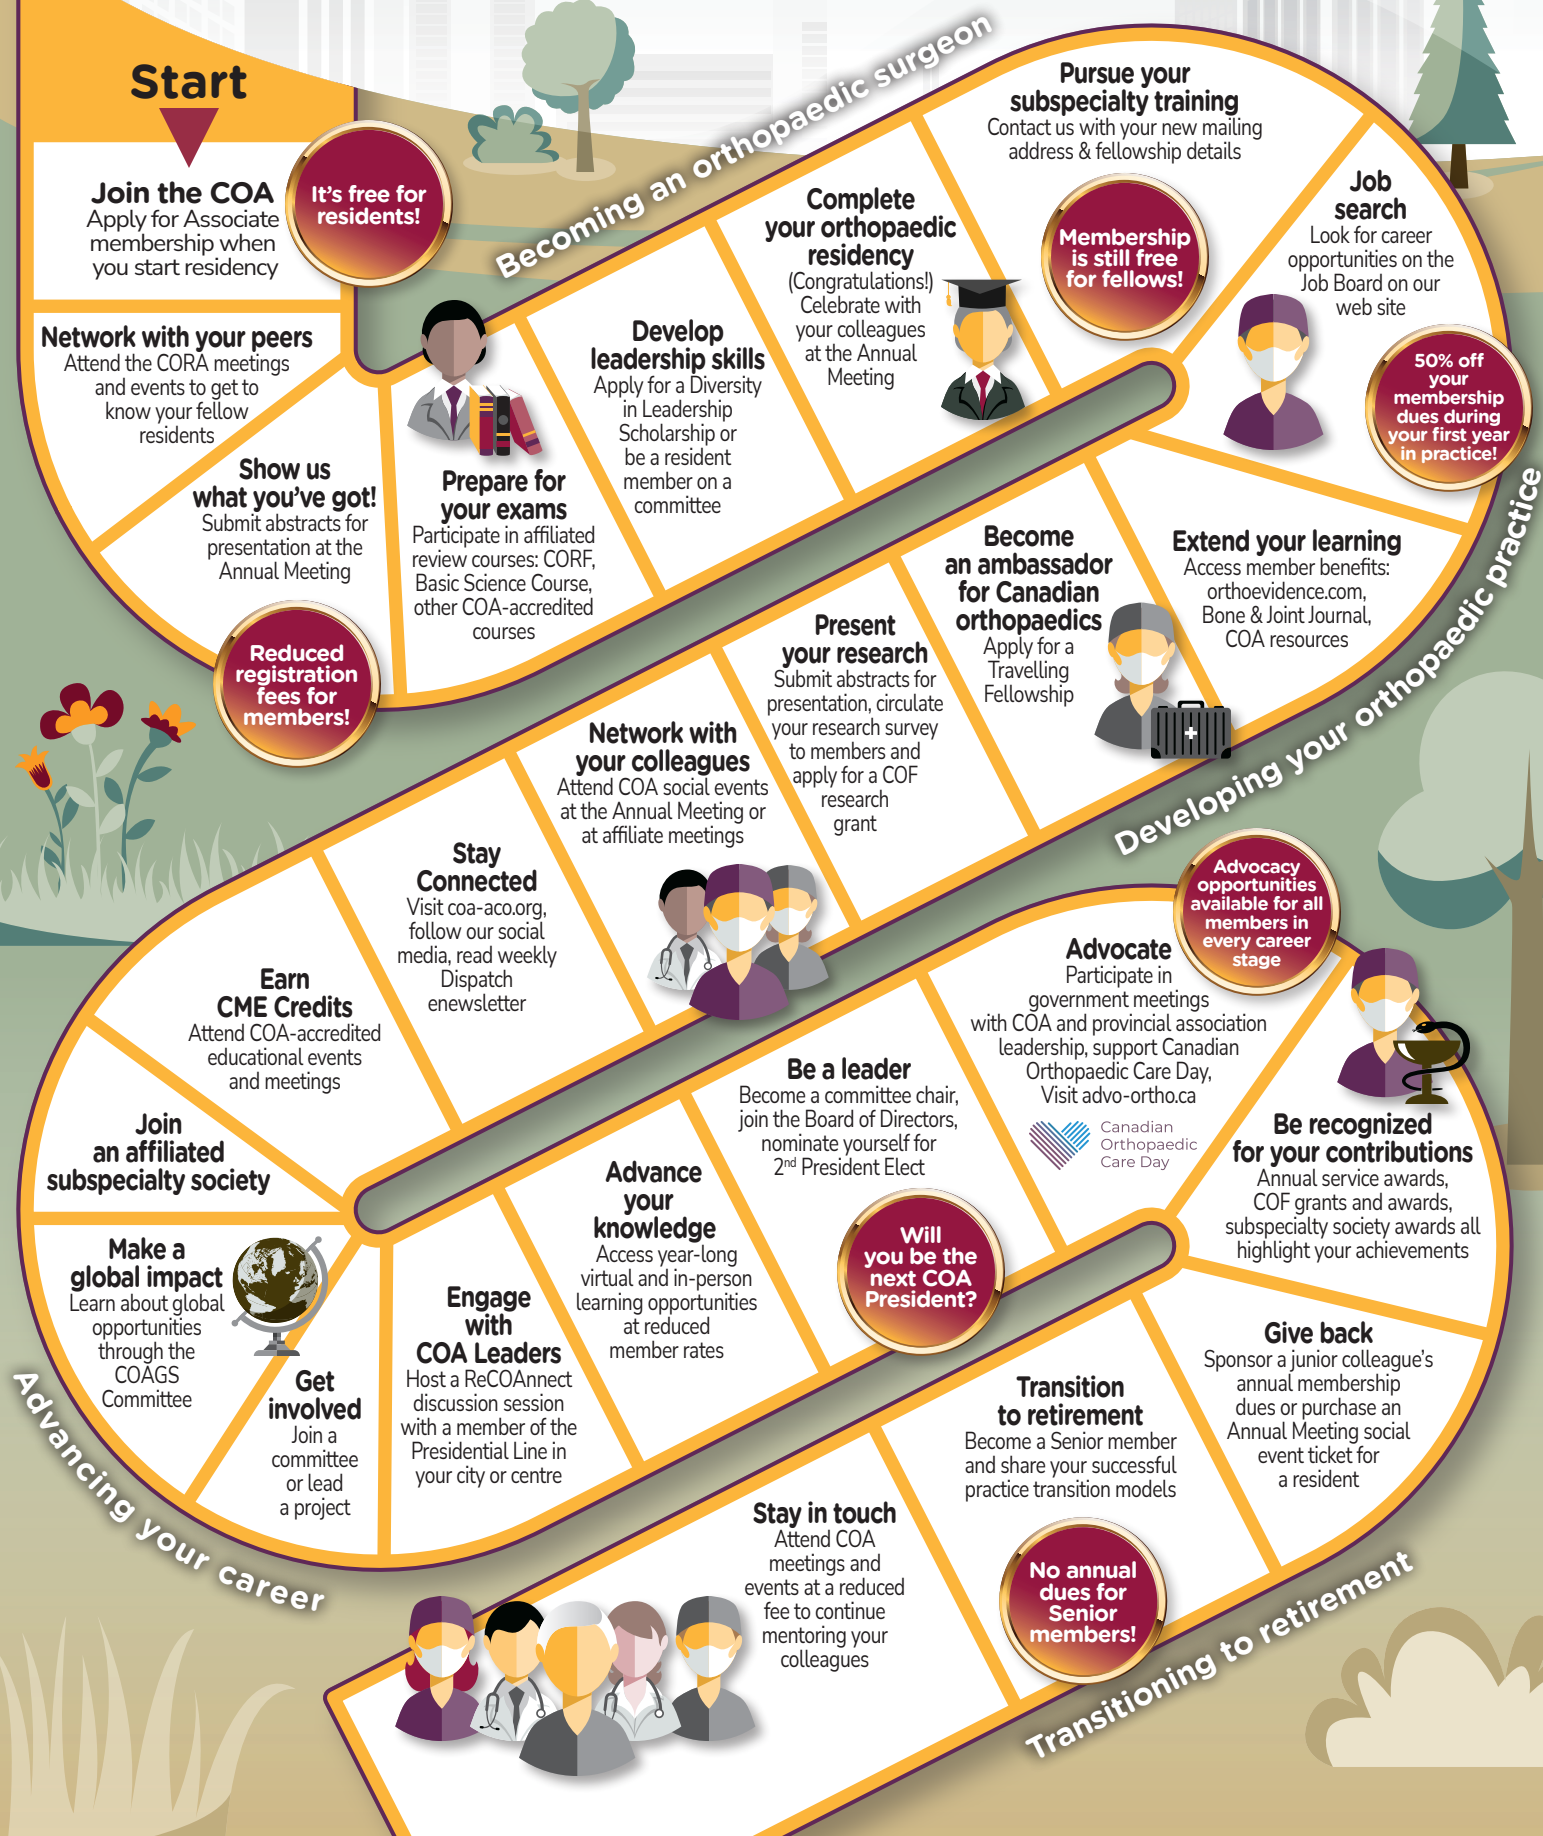 Start
Join the COA
Apply for Associate
membership when
you start residency
It's free for
residents!
Network with your peers
Attend the CORA meetings
and events to get to
know your fellow
residents
Show us
what you've got!
Submit abstracts for
presentation at the
Annual Meeting
Reduced
registration
fees for
members!
Becoming an orthopaedic surgeon
Prepare for
your exams
Participate in affiliated
review courses: CORF,
Basic Science Course,
other COA-accredited
courses
Develop
leadership skills
Apply for a Diversity
in Leadership
Scholarship or
be a resident
member on a
committee
Complete
your orthopaedic
residency
(Congratulations!)
Celebrate with
your colleagues
at the Annual
Meeting
Pursue your
subspecialty training
Contact us with your new mailing
address & fellowship details
Membership
is still free
for fellows!
Job
search
Look for career
opportunities on the
Job Board on our
web site
50% off
your
membership
dues during
your first year
in practice!
Developing your orthopaedic practice
Extend your learning
Access member benefits:
orthoevidence.com,
Bone & Joint Journal,
COA resources
Become
an ambassador
for Canadian
orthopaedics
Apply for a
Travelling
Fellowship
Present
your research
Submit abstracts for
presentation, circulate
your research survey
to members and
apply for a COF
research
grant
Network with
your colleagues
Attend COA social events
at the Annual Meeting or
at affiliate meetings
Stay
Connected
Visit coa-aco.org,
follow our social
media, read weekly
Dispatch
enewsletter
Earn
CME Credits
Attend COA-accredited
educational events
and meetings
Join
an affiliated
subspecialty society
Make a
global impact
Learn about global
opportunities
through the
COAGS
Committee
Advancing your career
Get
involved
Join a
committee
or lead
a project
Engage
with
COA Leaders
Host a ReCOAnnect
discussion session
with a member of the
Presidential Line in
your city or centre
Advance
your
knowledge
Access year-long
virtual and in-person
learning opportunities
at reduced
member rates
Be a leader
Become a committee chair,
join the Board of Directors,
nominate yourself for
2nd President Elect
Will
you be the
next COA
President?
Advocate
Participate in
government meetings
with COA and provincial association
leadership, support Canadian
Orthopaedic Care Day,
Visit advo-ortho.ca
Canadian
Orthopaedic
Care Day
Advocacy
opportunities
available for all
members in
every career
stage
Be recognized
for your contributions
Annual service awards,
COF grants and awards,
subspecialty society awards all
highlight your achievements
Give back
Sponsor a junior colleague's
annual membership
dues or purchase an
Annual Meeting social
event ticket for
a resident
Transition
to retirement
Become a Senior member
and share your successful
practice transition models
No annual
dues for
Senior
members!
Transitioning to retirement
Stay in touch
Attend COA
meetings and
events at a reduced
fee to continue
mentoring your
colleagues